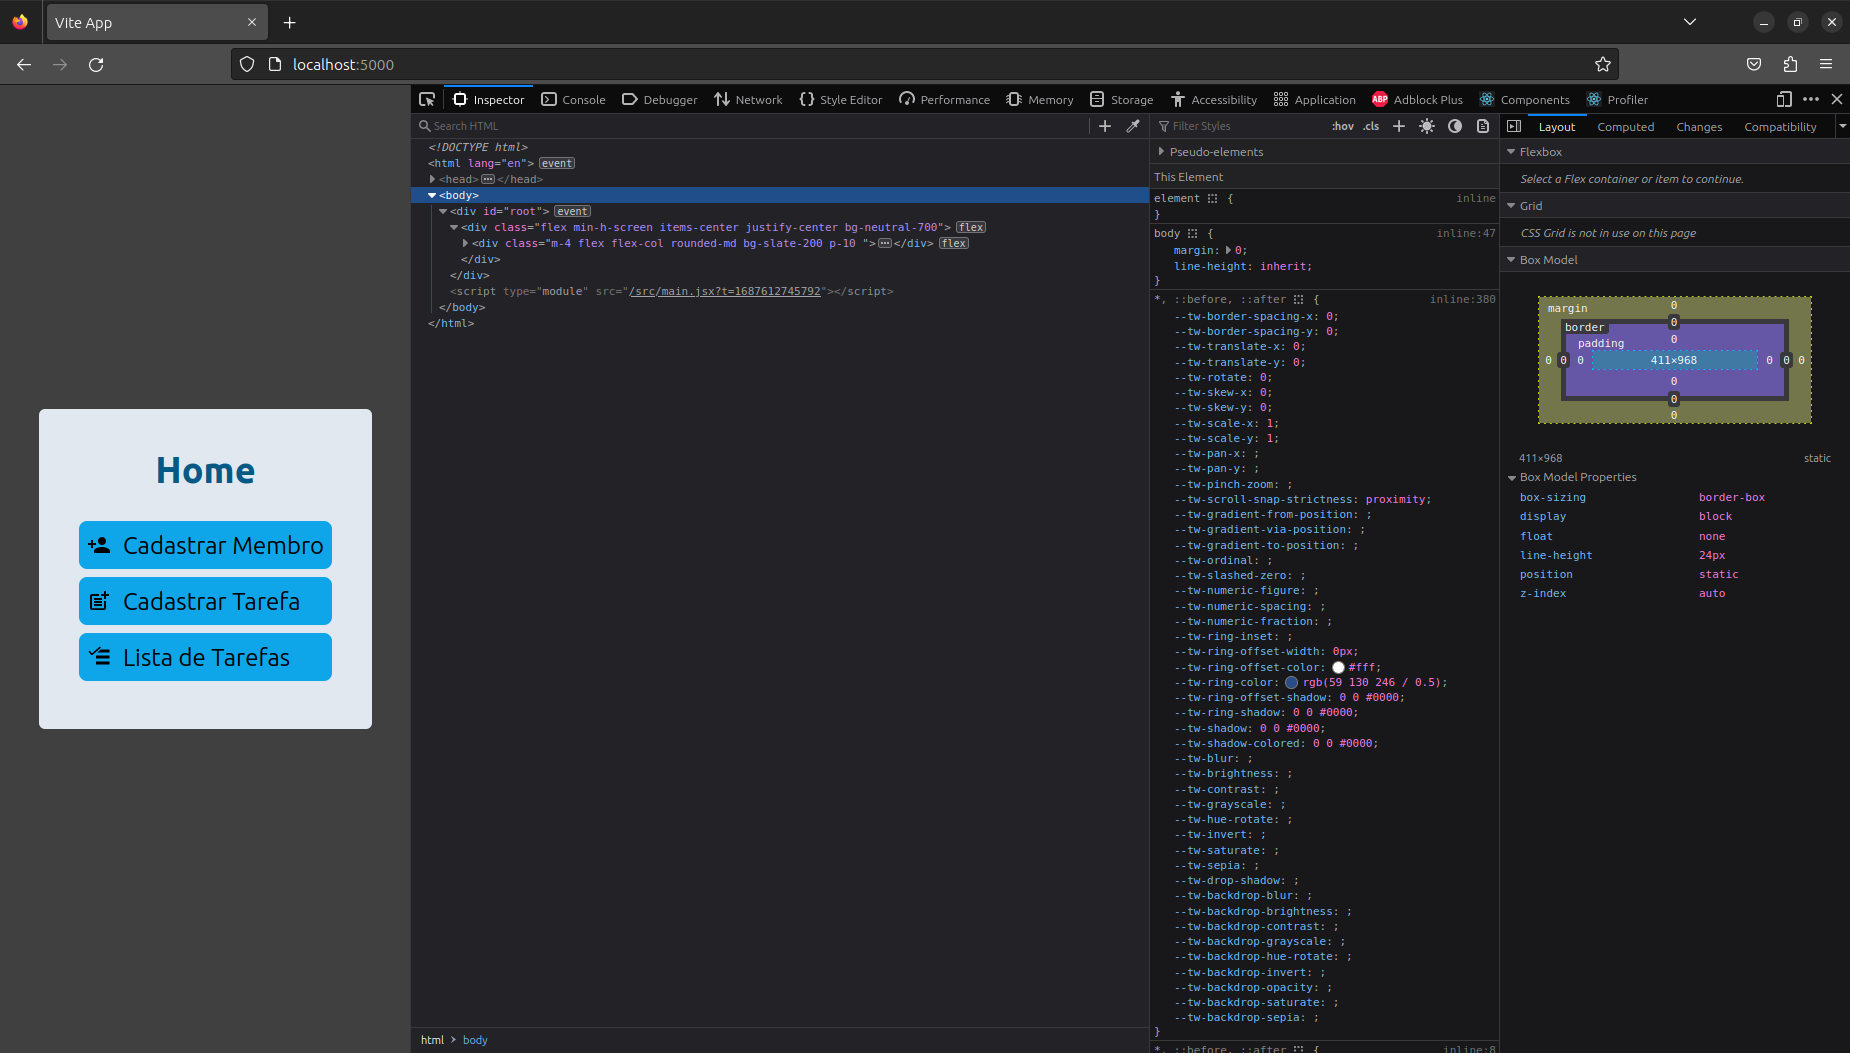 Vite App
localhost:5000
Inspector Console Debugger Network Style Editor Performance Memory Storage Accessibility Application Adblock Plus Components Profiler
ABP
Home
Cadastrar Membro
Cadastrar Tarefa
Lista de Tarefas
Search HTML
<!DOCTYPE html>
<html lang="en"> event
<head> </head>
<body>
<div id="root"> event
<div class="flex min-h-screen items-center justify-center bg-neutral-700"> flex
<div class="m-4 flex flex-col rounded-md bg-slate-200 p-10 "> </div> flex
</div>
</div>
<script type="module" src="/src/main.jsx?t=1687612745792"></script>
</body>
</html>
html > body
Filter Styles :hov .cls
Pseudo-elements
This Element
element { inline
}
body { inline:47
margin: 0;
line-height: inherit;
}
*, ::before, ::after { inline:380
--tw-border-spacing-x: 0;
--tw-border-spacing-y: 0;
--tw-translate-x: 0;
--tw-translate-y: 0;
--tw-rotate: 0;
--tw-skew-x: 0;
--tw-skew-y: 0;
--tw-scale-x: 1;
--tw-scale-y: 1;
--tw-pan-x: ;
--tw-pan-y: ;
--tw-pinch-zoom: ;
--tw-scroll-snap-strictness: proximity;
--tw-gradient-from-position: ;
--tw-gradient-via-position: ;
--tw-gradient-to-position: ;
--tw-ordinal: ;
--tw-slashed-zero: ;
--tw-numeric-figure: ;
--tw-numeric-spacing: ;
--tw-numeric-fraction: ;
--tw-ring-inset: ;
--tw-ring-offset-width: 0px;
--tw-ring-offset-color: #fff;
--tw-ring-color: rgb(59 130 246 / 0.5);
--tw-ring-offset-shadow: 0 0 #0000;
--tw-ring-shadow: 0 0 #0000;
--tw-shadow: 0 0 #0000;
--tw-shadow-colored: 0 0 #0000;
--tw-blur: ;
--tw-brightness: ;
--tw-contrast: ;
--tw-grayscale: ;
--tw-hue-rotate: ;
--tw-invert: ;
--tw-saturate: ;
--tw-sepia: ;
--tw-drop-shadow: ;
--tw-backdrop-blur: ;
--tw-backdrop-brightness: ;
--tw-backdrop-contrast: ;
--tw-backdrop-grayscale: ;
--tw-backdrop-hue-rotate: ;
--tw-backdrop-invert: ;
--tw-backdrop-opacity: ;
--tw-backdrop-saturate: ;
--tw-backdrop-sepia: ;
}
*, ::before, ::after { inline:8
Layout Computed Changes Compatibility
Flexbox
Select a Flex container or item to continue.
Grid
CSS Grid is not in use on this page
Box Model
margin 0
border 0
padding 0
0 0 0 411×968 0 0 0
0
0
0
411×968 static
Box Model Properties
box-sizing border-box
display block
float none
line-height 24px
position static
z-index auto